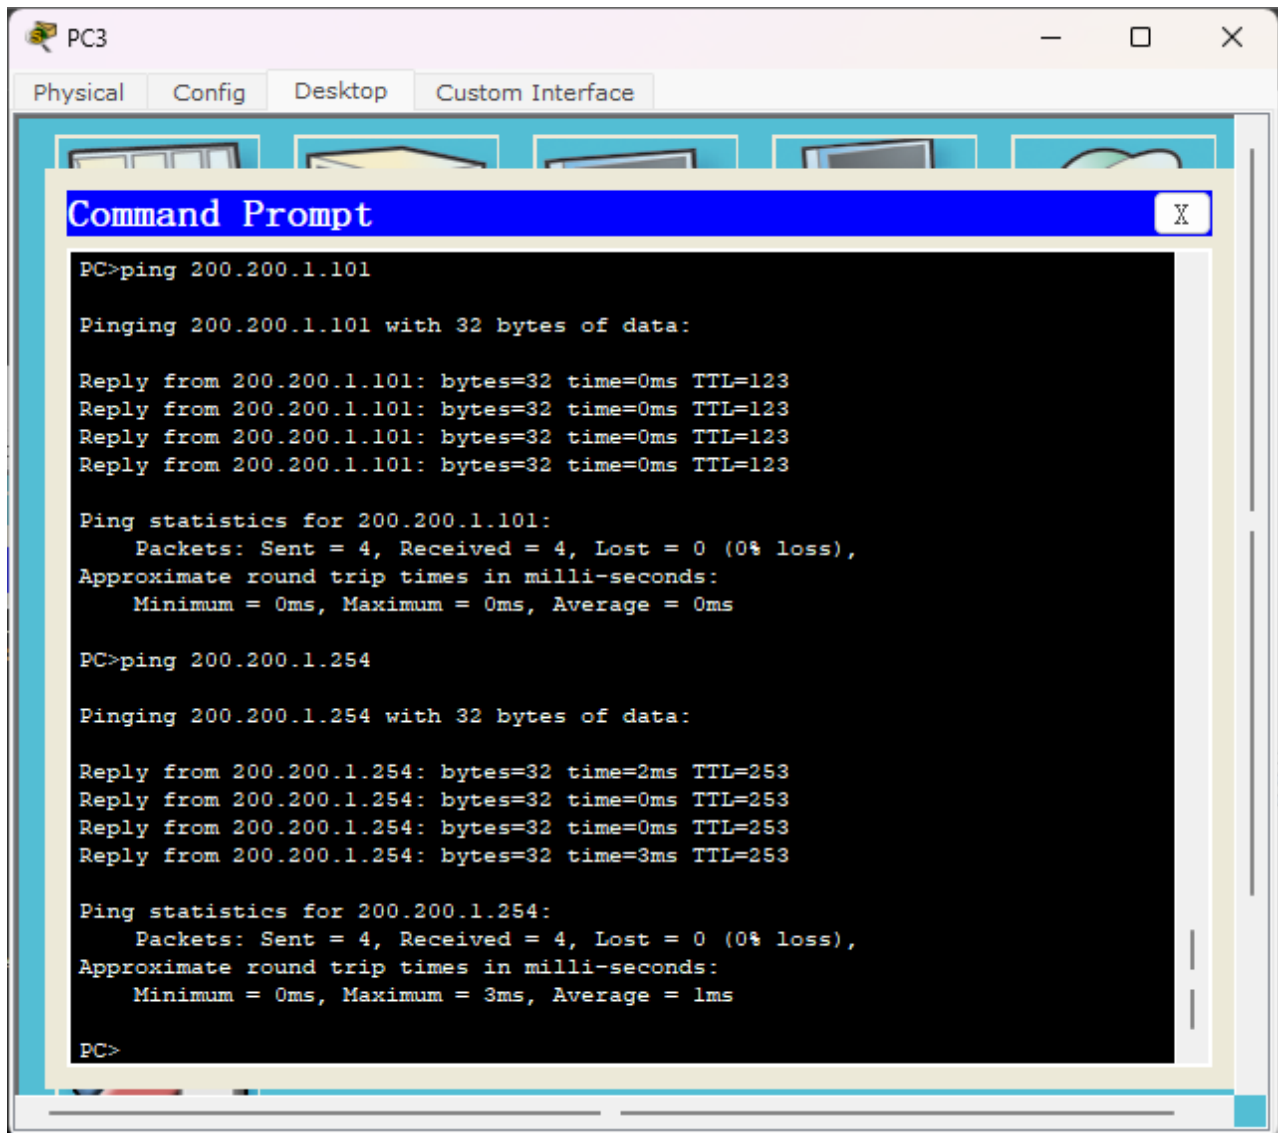 PC3
Physical Config Desktop Custom Interface
Command Prompt X
PC>ping 200.200.1.101
Pinging 200.200.1.101 with 32 bytes of data:
Reply from 200.200.1.101: bytes=32 time=0ms TTL=123
Reply from 200.200.1.101: bytes=32 time=0ms TTL=123
Reply from 200.200.1.101: bytes=32 time=0ms TTL=123
Reply from 200.200.1.101: bytes=32 time=0ms TTL=123
Ping statistics for 200.200.1.101:
Packets: Sent = 4, Received = 4, Lost = 0 (0% loss),
Approximate round trip times in milli-seconds:
Minimum = 0ms, Maximum = 0ms, Average = 0ms
PC>ping 200.200.1.254
Pinging 200.200.1.254 with 32 bytes of data:
Reply from 200.200.1.254: bytes=32 time=2ms TTL=253
Reply from 200.200.1.254: bytes=32 time=0ms TTL=253
Reply from 200.200.1.254: bytes=32 time=0ms TTL=253
Reply from 200.200.1.254: bytes=32 time=3ms TTL=253
Ping statistics for 200.200.1.254:
Packets: Sent = 4, Received = 4, Lost = 0 (0% loss),
Approximate round trip times in milli-seconds:
Minimum = 0ms, Maximum = 3ms, Average = 1ms
PC>